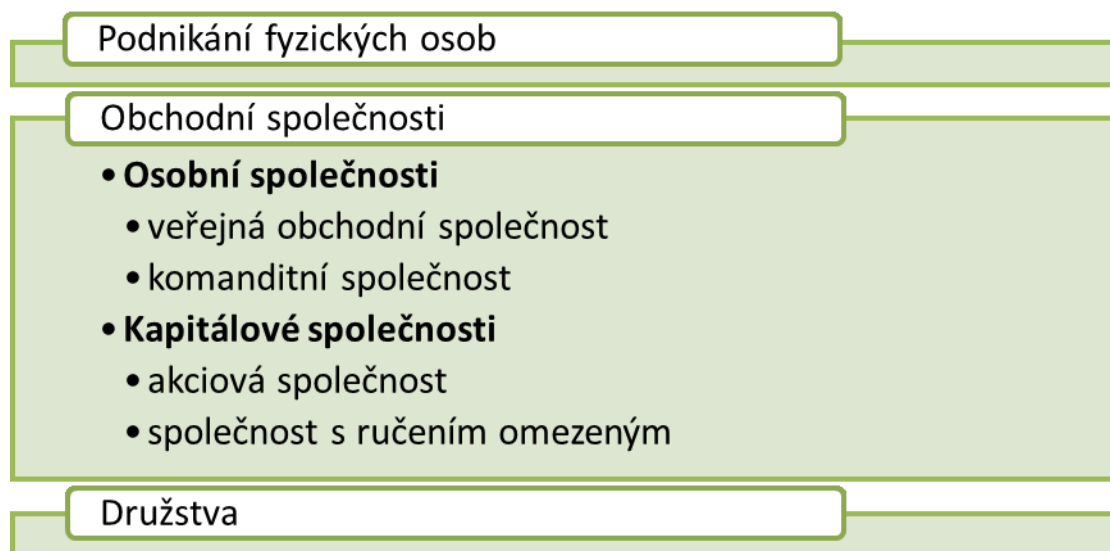 Podnikání fyzických osob
Obchodní společnosti
• Osobní společnosti
• veřejná obchodní společnost
• komanditní společnost
• Kapitálové společnosti
• akciová společnost
• společnost s ručením omezeným
Družstva